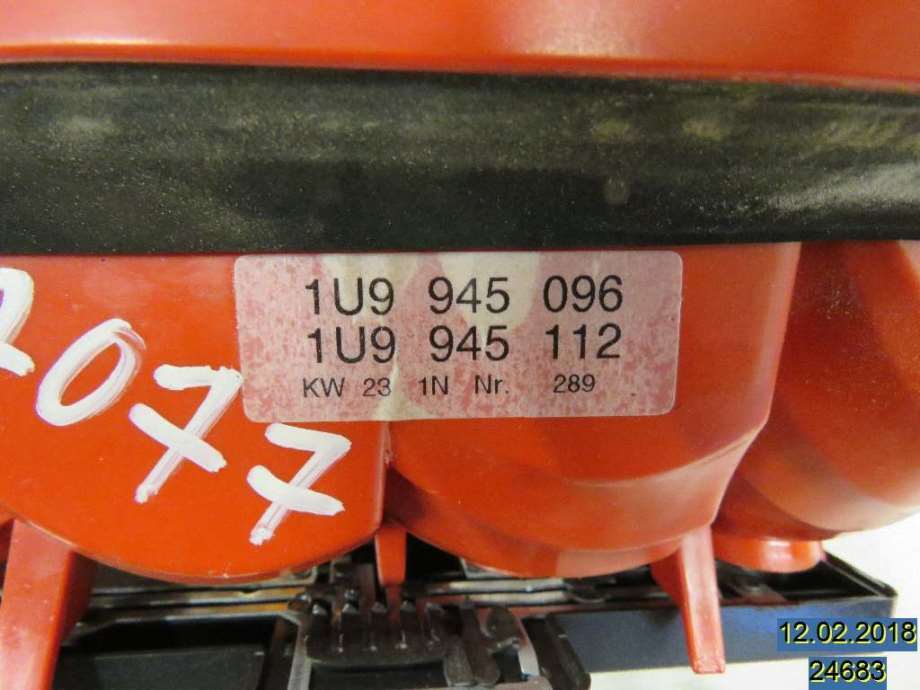 1U9 945 096
1U9 945 112
KW 23 1N Nr. 289
2077
12.02.2018
24683